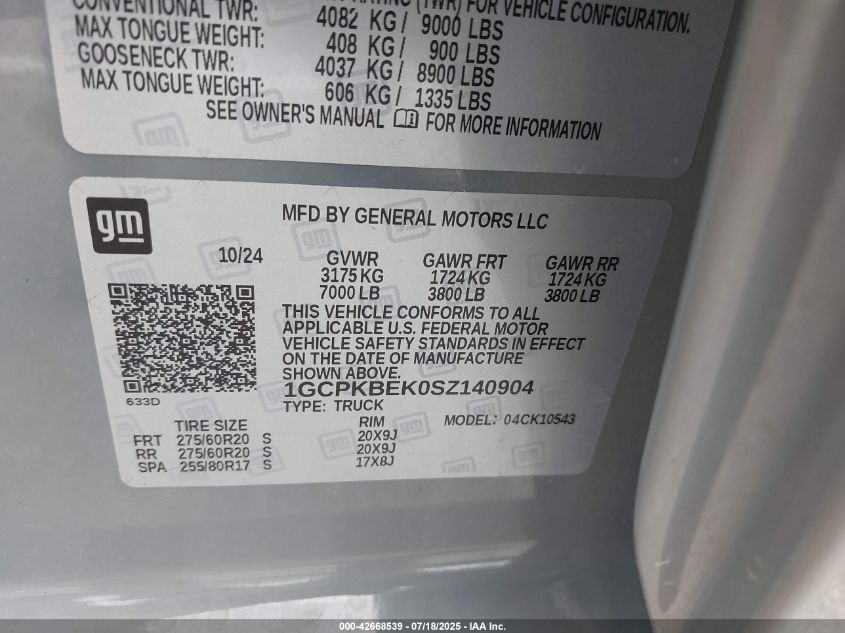 CONVENTIONAL TWR: 4082 KG / 9000 LBS
(TWR) FOR VEHICLE CONFIGURATION.
MAX TONGUE WEIGHT: 408 KG / 900 LBS
GOOSENECK TWR: 4037 KG / 8900 LBS
MAX TONGUE WEIGHT: 606 KG / 1335 LBS
SEE OWNER'S MANUAL FOR MORE INFORMATION
gm
MFD BY GENERAL MOTORS LLC
10/24
GVWR GAWR FRT GAWR RR
3175 KG 1724 KG 1724 KG
7000 LB 3800 LB 3800 LB
THIS VEHICLE CONFORMS TO ALL
APPLICABLE U.S. FEDERAL MOTOR
VEHICLE SAFETY STANDARDS IN EFFECT
ON THE DATE OF MANUFACTURE
SHOWN ABOVE.
1GCPKBEK0SZ140904
633D
TYPE: TRUCK
MODEL: 04CK10543
TIRE SIZE RIM
FRT 275/60R20 S 20X9J
RR 275/60R20 S 20X9J
SPA 255/80R17 S 17X8J
000-42668539 - 07/18/2025 - IAA Inc.